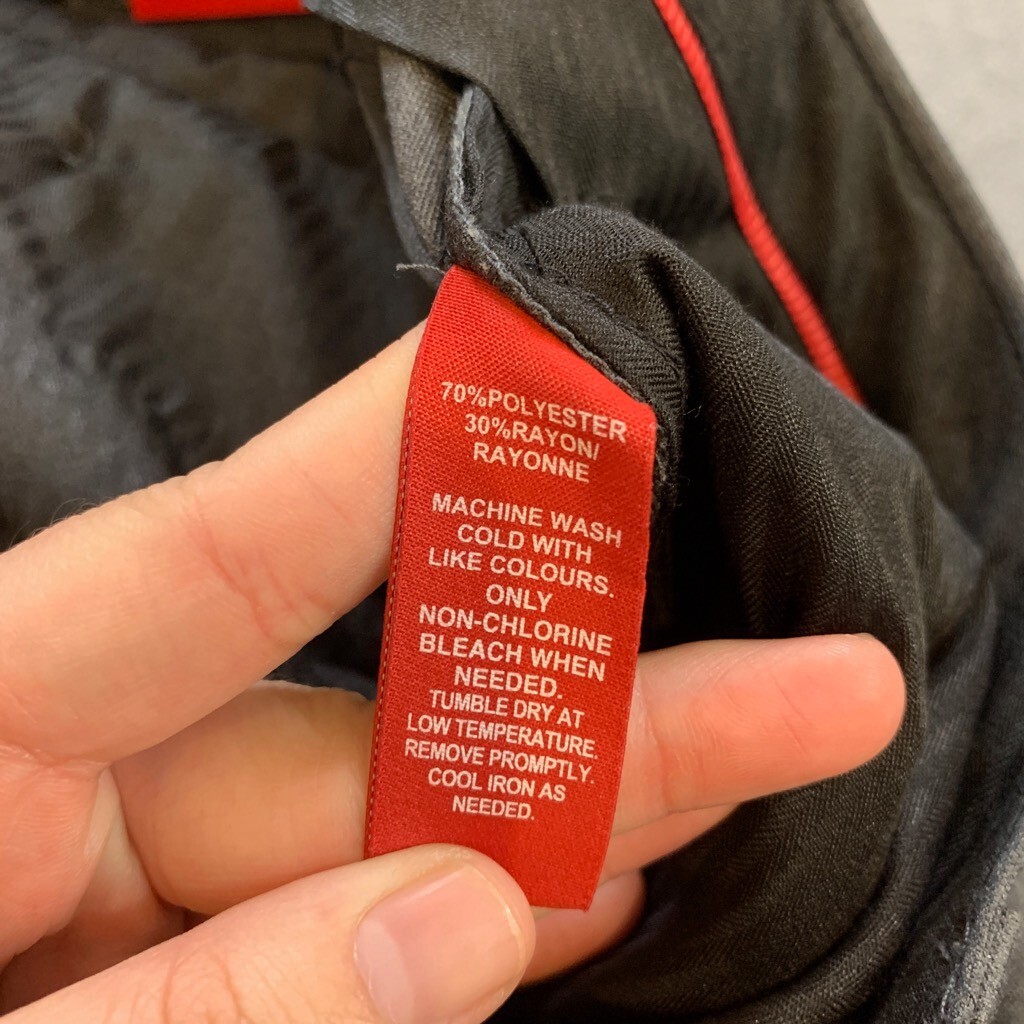 70%POLYESTER
30%RAYON/
RAYONNE
MACHINE WASH
COLD WITH
LIKE COLOURS.
ONLY
NON-CHLORINE
BLEACH WHEN
NEEDED.
TUMBLE DRY AT
LOW TEMPERATURE.
REMOVE PROMPTLY.
COOL IRON AS
NEEDED.